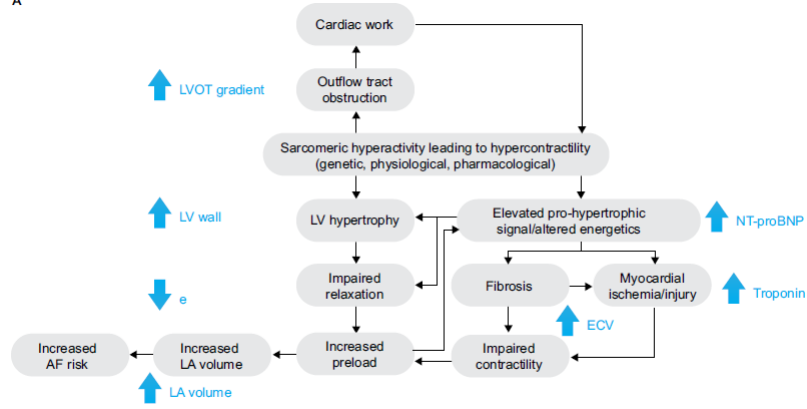 A
Cardiac work
LVOT gradient
Outflow tract
obstruction
Sarcomeric hyperactivity leading to hypercontractility
(genetic, physiological, pharmacological)
LV wall
LV hypertrophy
Elevated pro-hypertrophic
signal/altered energetics
NT-proBNP
e
Impaired
relaxation
Fibrosis
Myocardial
ischemia/injury
Troponin
ECV
Increased
AF risk
Increased
LA volume
Increased
preload
Impaired
contractility
LA volume